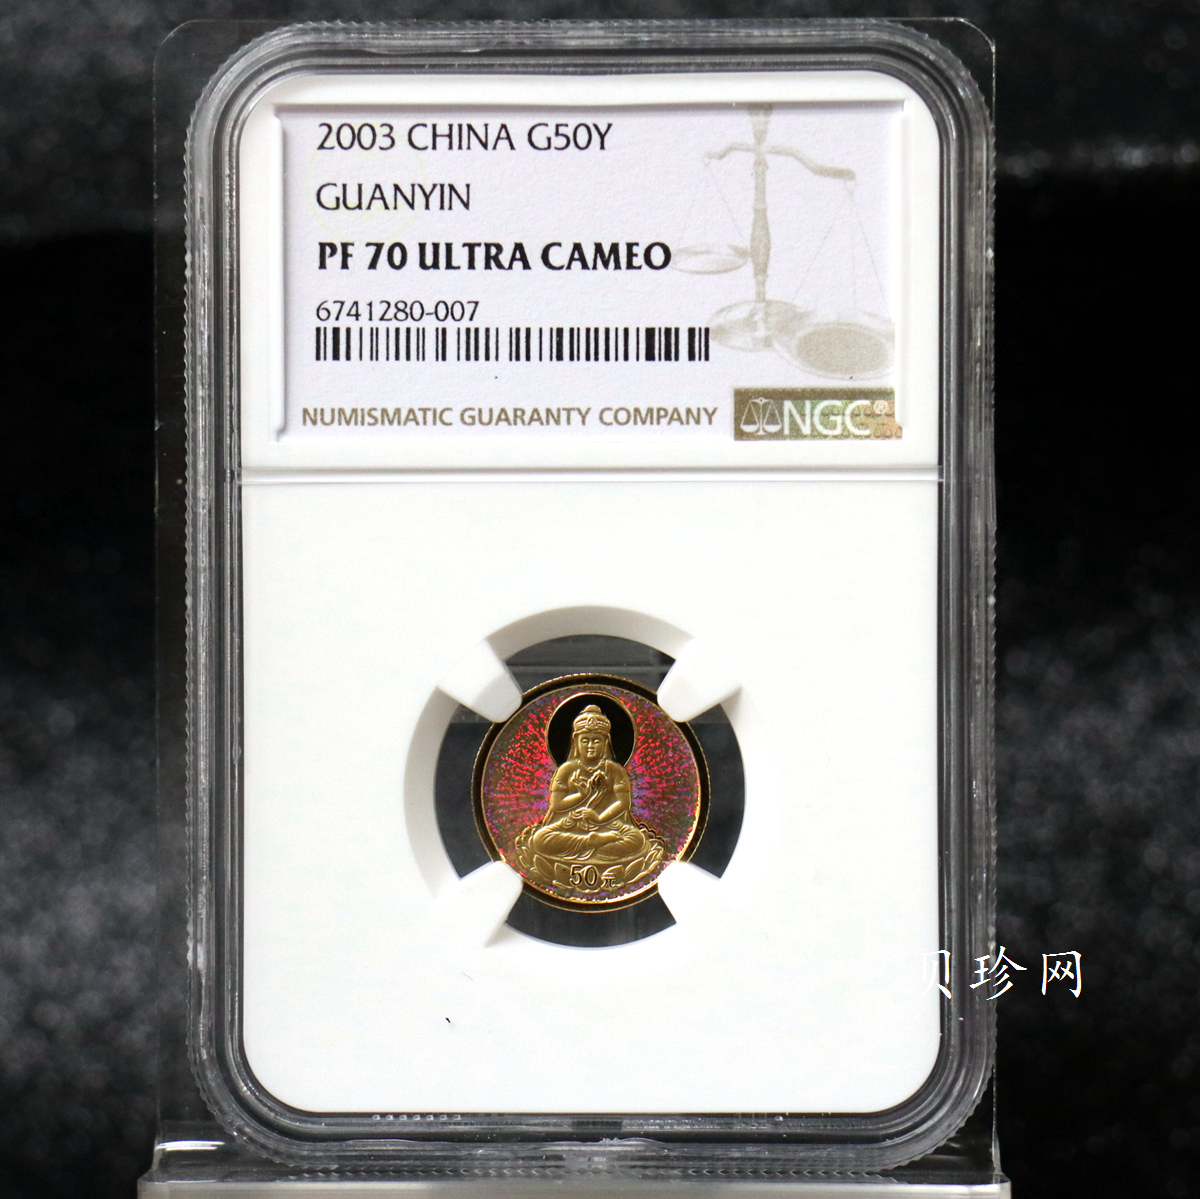 2003 CHINA G50Y
GUANYIN
PF 70 ULTRA CAMEO
6741280-007
NUMISMATIC GUARANTY COMPANY
NGC®
50元
贝珍网